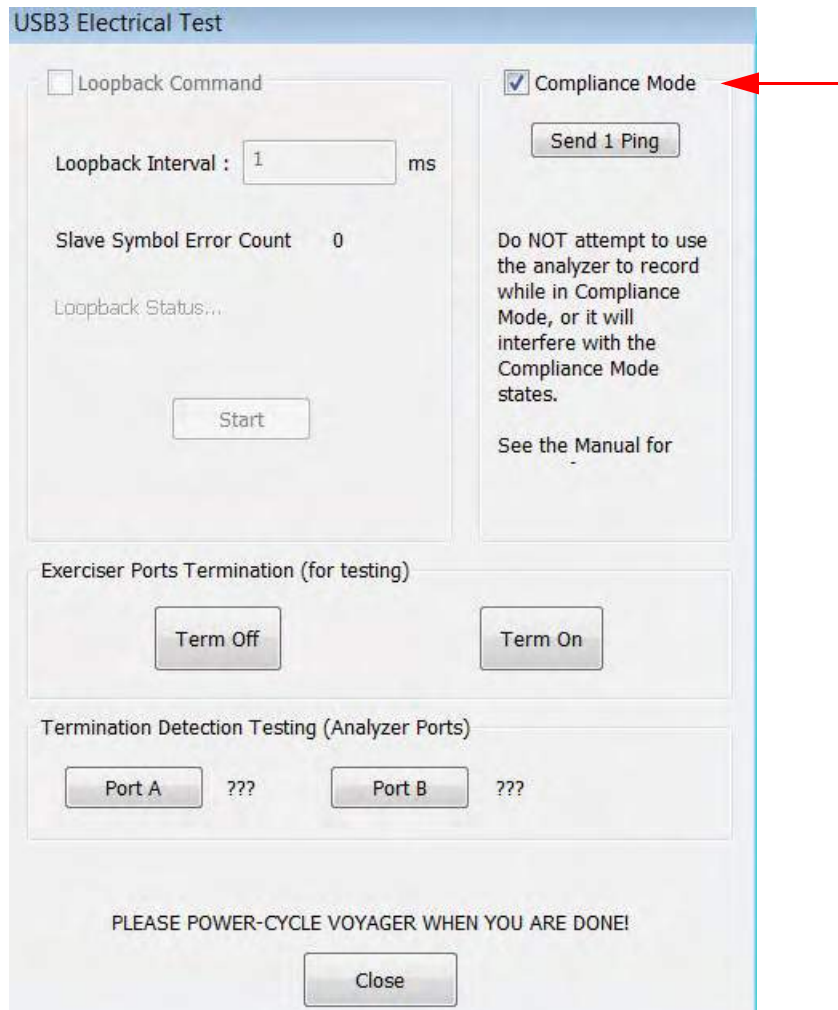 USB3 Electrical Test
Loopback Command
Loopback Interval :
1
ms
Slave Symbol Error Count
0
Loopback Status...
Start
Compliance Mode
Send 1 Ping
Do NOT attempt to use
the analyzer to record
while in Compliance
Mode, or it will
interfere with the
Compliance Mode
states.
See the Manual for
Exerciser Ports Termination (for testing)
Term Off
Term On
Termination Detection Testing (Analyzer Ports)
Port A
???
Port B
???
PLEASE POWER-CYCLE VOYAGER WHEN YOU ARE DONE!
Close